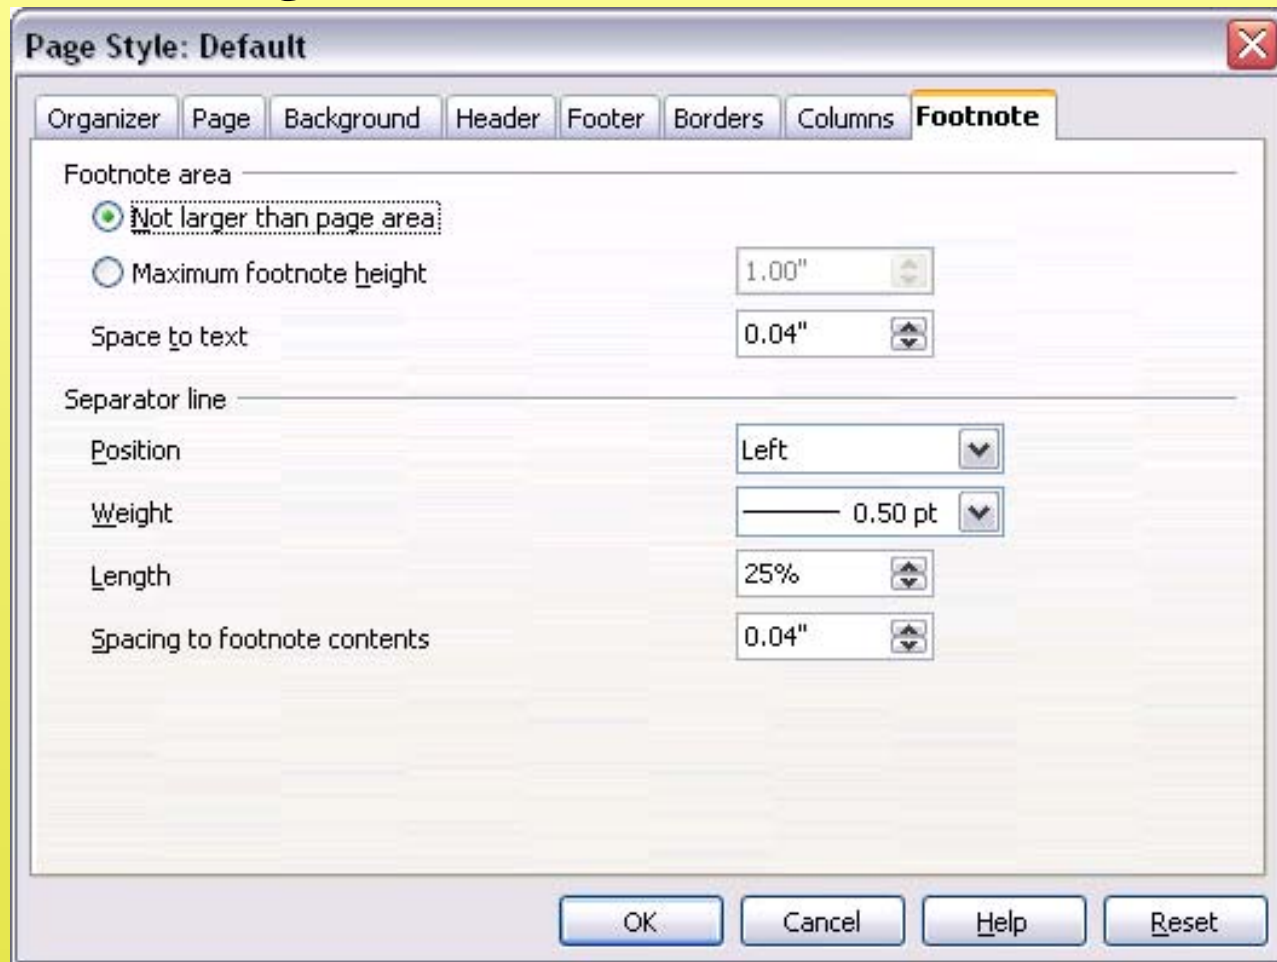 Page Style: Default
Organizer Page Background Header Footer Borders Columns Footnote
Footnote area
Not larger than page area
Maximum footnote height 1.00"
Space to text 0.04"
Separator line
Position Left
Weight 0.50 pt
Length 25%
Spacing to footnote contents 0.04"
OK Cancel Help Reset